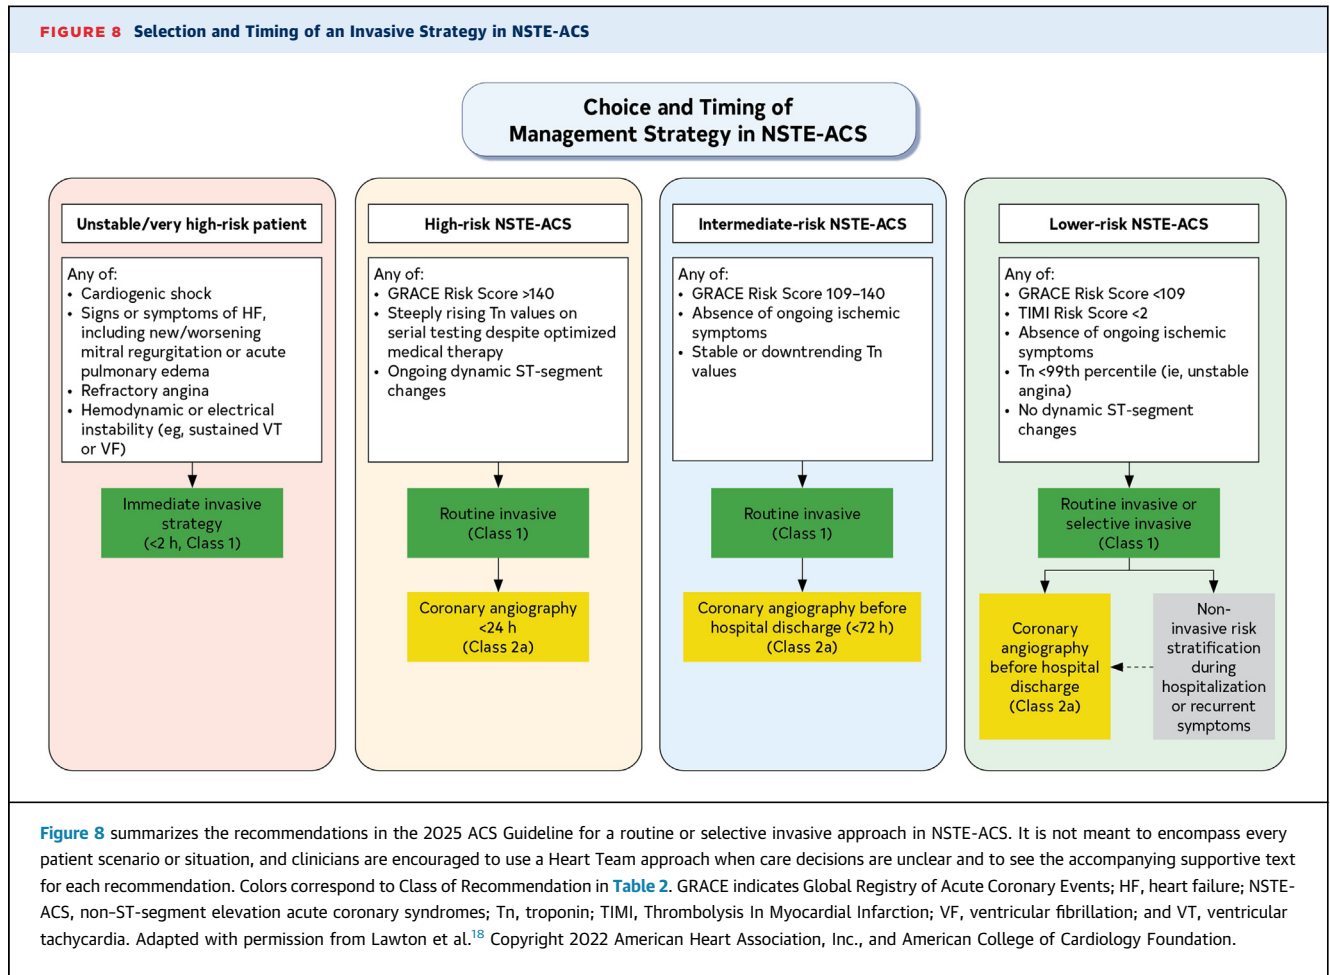 FIGURE 8 Selection and Timing of an Invasive Strategy in NSTE-ACS
Choice and Timing of
Management Strategy in NSTE-ACS
Unstable/very high-risk patient
Any of:
• Cardiogenic shock
• Signs or symptoms of HF,
including new/worsening
mitral regurgitation or acute
pulmonary edema
• Refractory angina
• Hemodynamic or electrical
instability (eg, sustained VT
or VF)
Immediate invasive
strategy
(<2 h, Class 1)
High-risk NSTE-ACS
Any of:
• GRACE Risk Score >140
• Steeply rising Tn values on
serial testing despite optimized
medical therapy
• Ongoing dynamic ST-segment
changes
Routine invasive
(Class 1)
Coronary angiography
<24 h
(Class 2a)
Intermediate-risk NSTE-ACS
Any of:
• GRACE Risk Score 109–140
• Absence of ongoing ischemic
symptoms
• Stable or downtrending Tn
values
Routine invasive
(Class 1)
Coronary angiography before
hospital discharge (<72 h)
(Class 2a)
Lower-risk NSTE-ACS
Any of:
• GRACE Risk Score <109
• TIMI Risk Score <2
• Absence of ongoing ischemic
symptoms
• Tn <99th percentile (ie, unstable
angina)
• No dynamic ST-segment
changes
Routine invasive or
selective invasive
(Class 1)
Coronary
angiography
before hospital
discharge
(Class 2a)
Non-
invasive risk
stratification
during
hospitalization
or recurrent
symptoms
Figure 8 summarizes the recommendations in the 2025 ACS Guideline for a routine or selective invasive approach in NSTE-ACS. It is not meant to encompass every
patient scenario or situation, and clinicians are encouraged to use a Heart Team approach when care decisions are unclear and to see the accompanying supportive text
for each recommendation. Colors correspond to Class of Recommendation in Table 2. GRACE indicates Global Registry of Acute Coronary Events; HF, heart failure; NSTE-
ACS, non–ST-segment elevation acute coronary syndromes; Tn, troponin; TIMI, Thrombolysis In Myocardial Infarction; VF, ventricular fibrillation; and VT, ventricular
tachycardia. Adapted with permission from Lawton et al.18 Copyright 2022 American Heart Association, Inc., and American College of Cardiology Foundation.